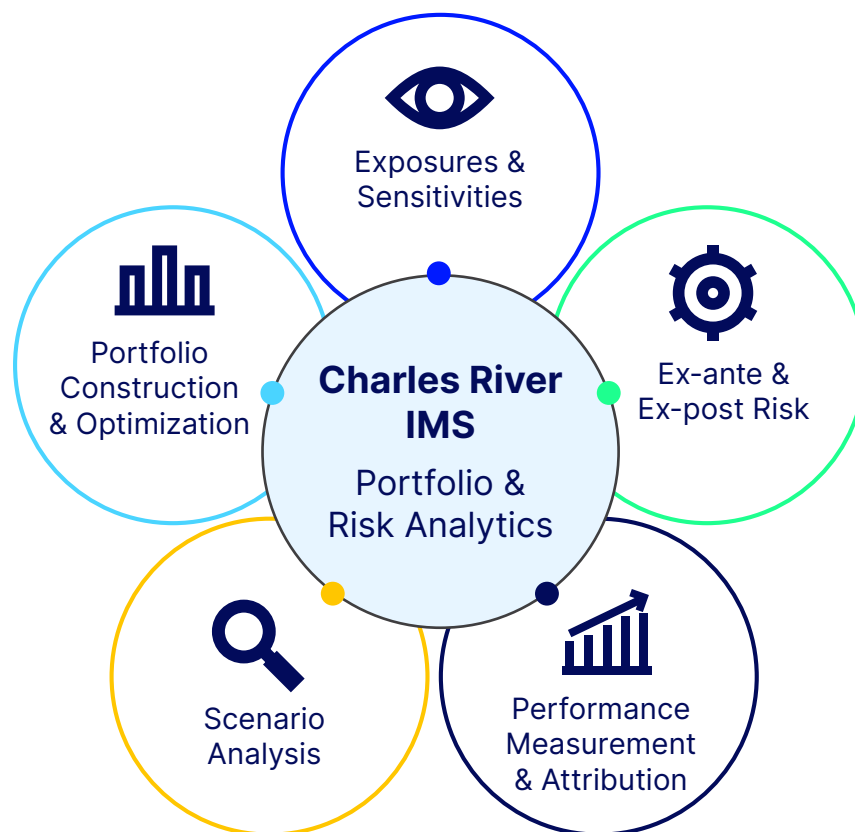 Exposures &
Sensitivities
Portfolio
Construction
& Optimization
Charles River
IMS
Portfolio &
Risk Analytics
Ex-ante &
Ex-post Risk
Scenario
Analysis
Performance
Measurement
& Attribution